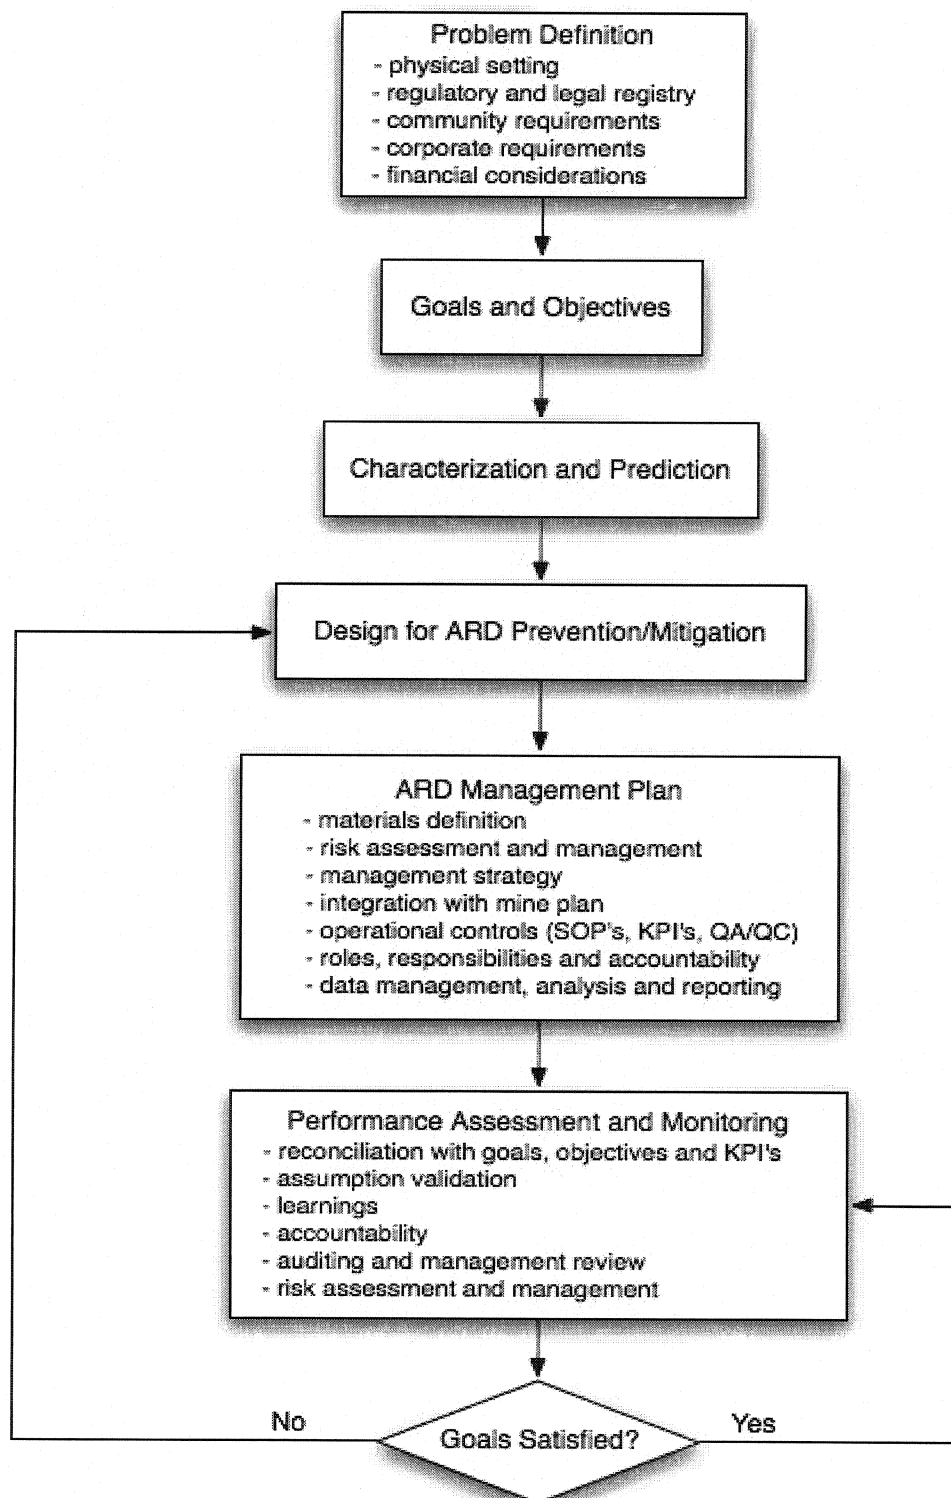 Problem Definition
- physical setting
- regulatory and legal registry
- community requirements
- corporate requirements
- financial considerations
Goals and Objectives
Characterization and Prediction
Design for ARD Prevention/Mitigation
ARD Management Plan
- materials definition
- risk assessment and management
- management strategy
- integration with mine plan
- operational controls (SOP's, KPI's, QA/QC)
- roles, responsibilities and accountability
- data management, analysis and reporting
Performance Assessment and Monitoring
- reconciliation with goals, objectives and KPI's
- assumption validation
- learnings
- accountability
- auditing and management review
- risk assessment and management
No
Goals Satisfied?
Yes